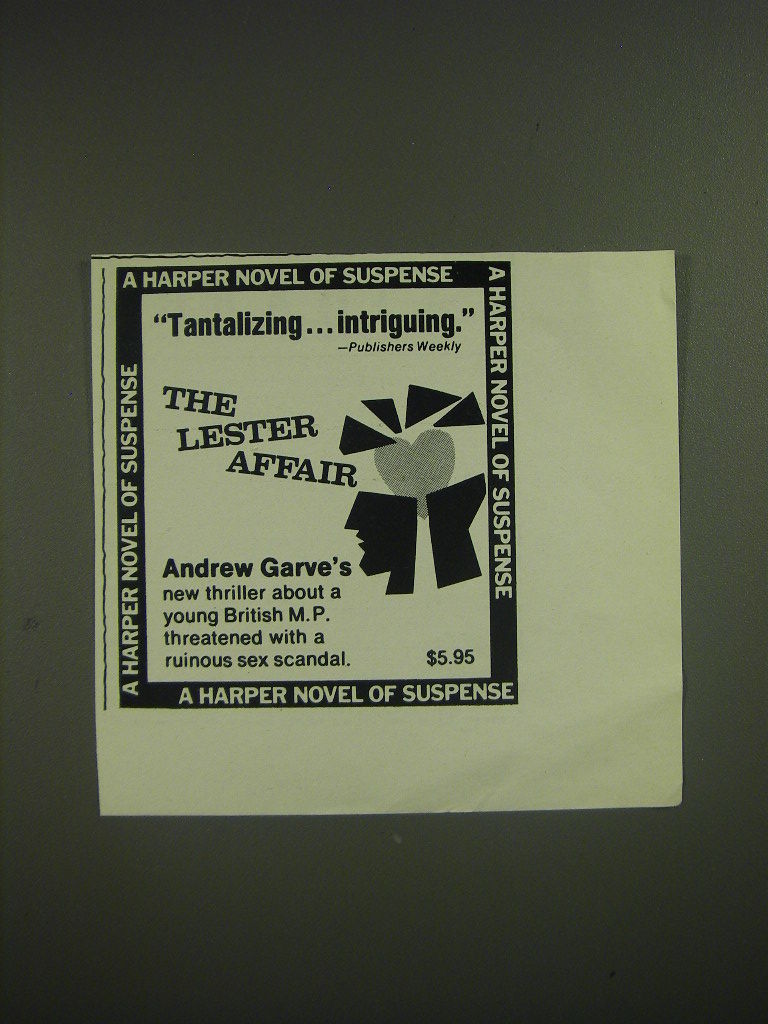 A HARPER NOVEL OF SUSPENSE
A HARPER NOVEL OF SUSPENSE
A HARPER NOVEL OF SUSPENSE
"Tantalizing...intriguing."
—Publishers Weekly
THE
LESTER
AFFAIR
Andrew Garve's
new thriller about a
young British M.P.
threatened with a
ruinous sex scandal.
$5.95
A HARPER NOVEL OF SUSPENSE